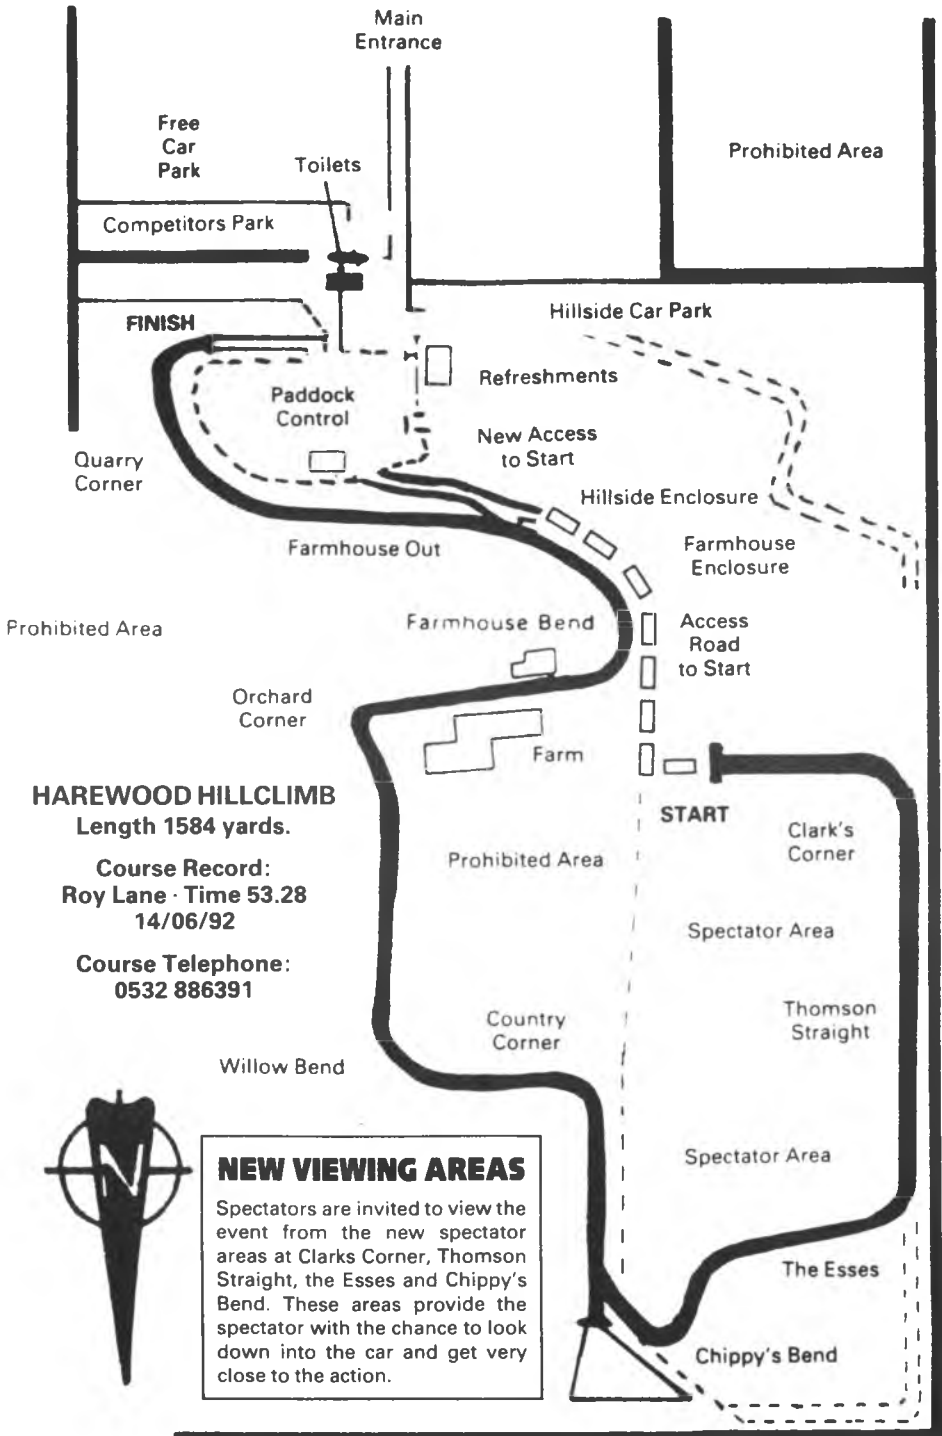 Main
Entrance
Free
Car
Park
Toilets
Prohibited Area
Competitors Park
Hillside Car Park
FINISH
Refreshments
Paddock
Control
New Access
to Start
Quarry
Corner
Hillside Enclosure
Farmhouse Out
Farmhouse
Enclosure
Prohibited Area
Farmhouse Bend
Access
Road
to Start
Orchard
Corner
Farm
START
HAREWOOD HILLCLIMB
Length 1584 yards.
Course Record:
Roy Lane · Time 53.28
14/06/92
Course Telephone:
0532 886391
Clark's
Corner
Prohibited Area
Spectator Area
Thomson
Straight
Country
Corner
Willow Bend
Spectator Area
N
NEW VIEWING AREAS
Spectators are invited to view the
event from the new spectator
areas at Clarks Corner, Thomson
Straight, the Esses and Chippy's
Bend. These areas provide the
spectator with the chance to look
down into the car and get very
close to the action.
The Esses
Chippy's Bend